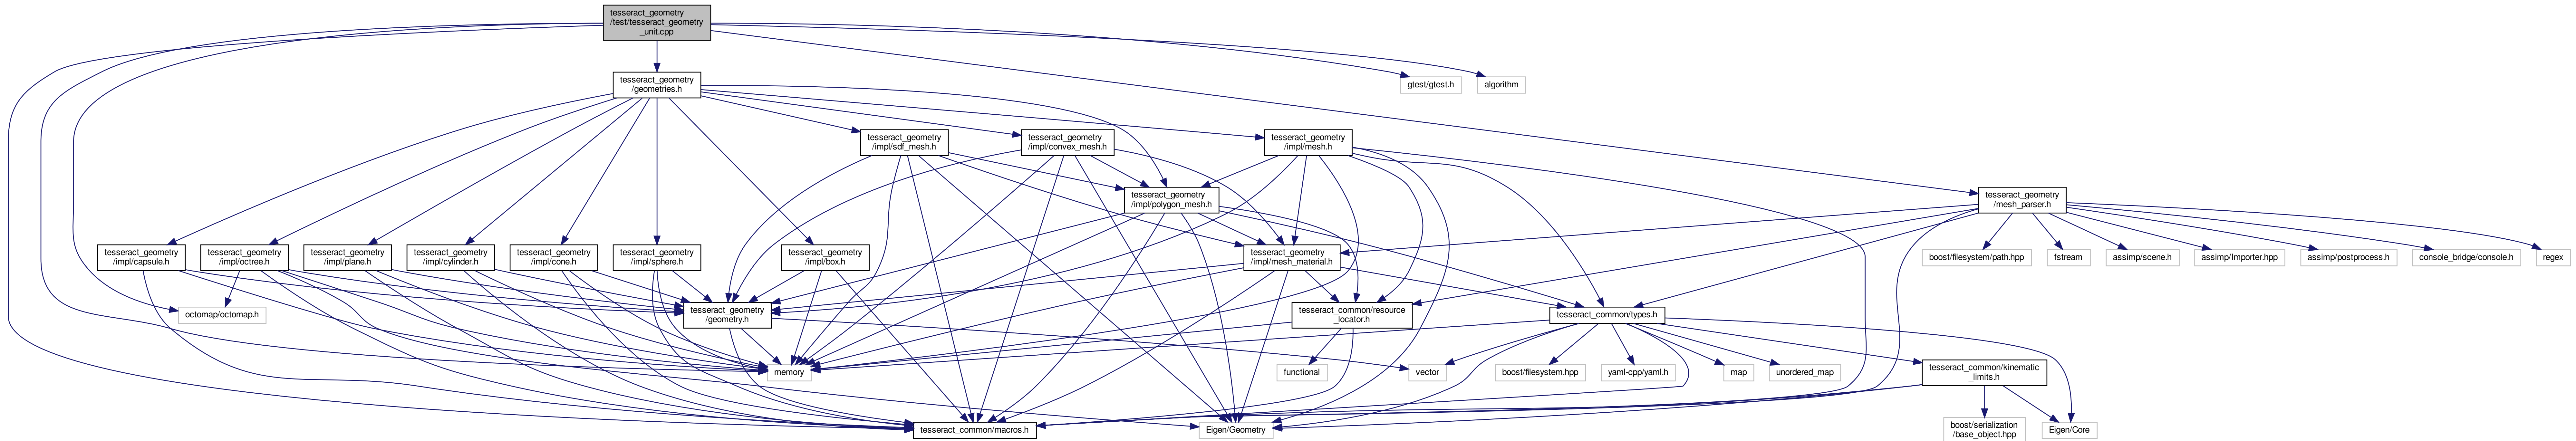 tesseract_geometry
/test/tesseract_geometry
_unit.cpp
tesseract_geometry
/geometries.h
gtest/gtest.h
algorithm
tesseract_geometry
/impl/sdf_mesh.h
tesseract_geometry
/impl/convex_mesh.h
tesseract_geometry
/impl/mesh.h
tesseract_geometry
/impl/polygon_mesh.h
tesseract_geometry
/mesh_parser.h
tesseract_geometry
/impl/capsule.h
tesseract_geometry
/impl/octree.h
tesseract_geometry
/impl/plane.h
tesseract_geometry
/impl/cylinder.h
tesseract_geometry
/impl/cone.h
tesseract_geometry
/impl/sphere.h
tesseract_geometry
/impl/box.h
tesseract_geometry
/impl/mesh_material.h
boost/filesystem/path.hpp
fstream
assimp/scene.h
assimp/Importer.hpp
assimp/postprocess.h
console_bridge/console.h
regex
octomap/octomap.h
tesseract_geometry
/geometry.h
tesseract_common/resource
_locator.h
tesseract_common/types.h
memory
functional
vector
boost/filesystem.hpp
yaml-cpp/yaml.h
map
unordered_map
tesseract_common/kinematic
_limits.h
tesseract_common/macros.h
Eigen/Geometry
boost/serialization
/base_object.hpp
Eigen/Core